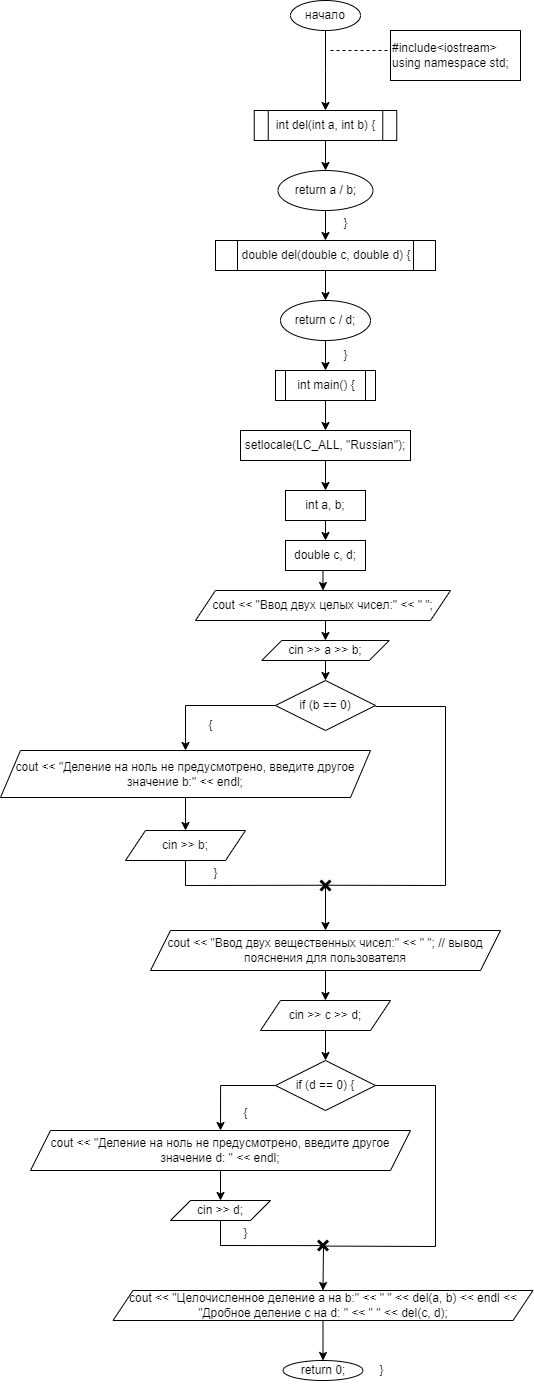 начало
#include<iostream>
using namespace std;
int del(int a, int b) {
return a / b;
}
double del(double c, double d) {
return c / d;
}
int main() {
setlocale(LC_ALL, "Russian");
int a, b;
double c, d;
cout << "Ввод двух целых чисел:" << " ";
cin >> a >> b;
if (b == 0)
{
cout << "Деление на ноль не предусмотрено, введите другое
значение b:" << endl;
cin >> b;
}
cout << "Ввод двух вещественных чисел:" << " "; // вывод
пояснения для пользователя
cin >> c >> d;
if (d == 0) {
{
cout << "Деление на ноль не предусмотрено, введите другое
значение d: " << endl;
cin >> d;
}
cout << "Целочисленное деление a на b:" << " " << del(a, b) << endl <<
"Дробное деление c на d: " << " " << del(c, d);
return 0;
}